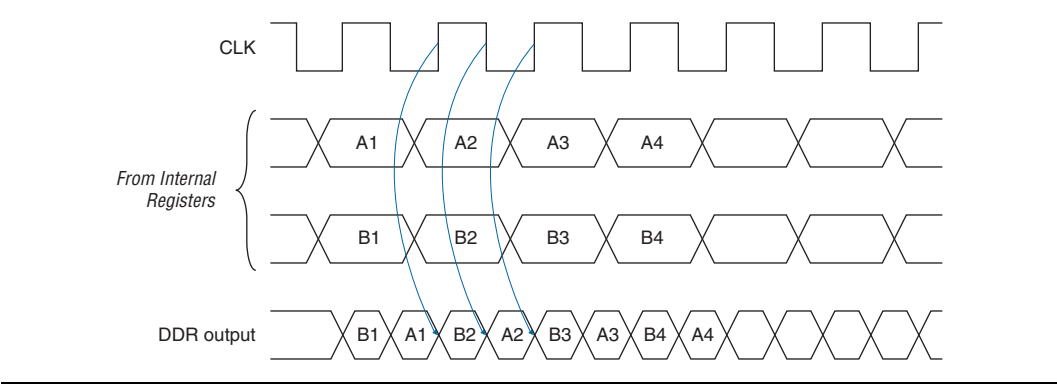 CLK
A1 A2 A3 A4
From Internal
Registers
B1 B2 B3 B4
DDR output B1 A1 B2 A2 B3 A3 B4 A4